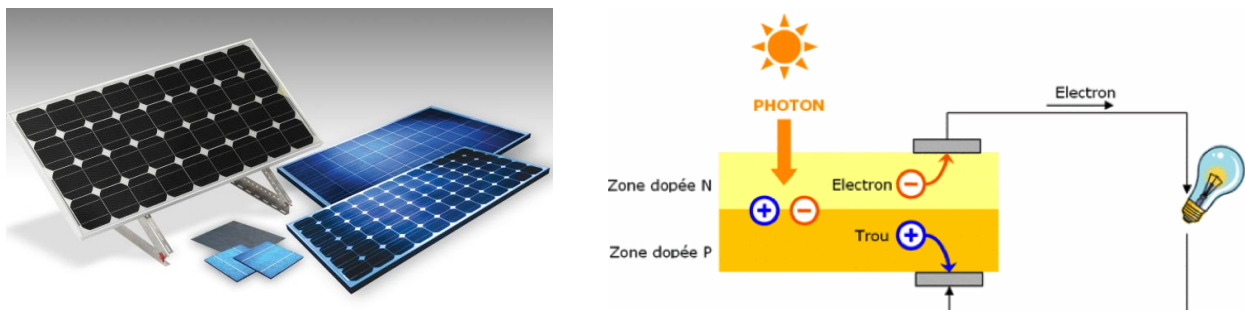 PHOTON
Electron
Zone dopée N
Electron
Trou
Zone dopée P